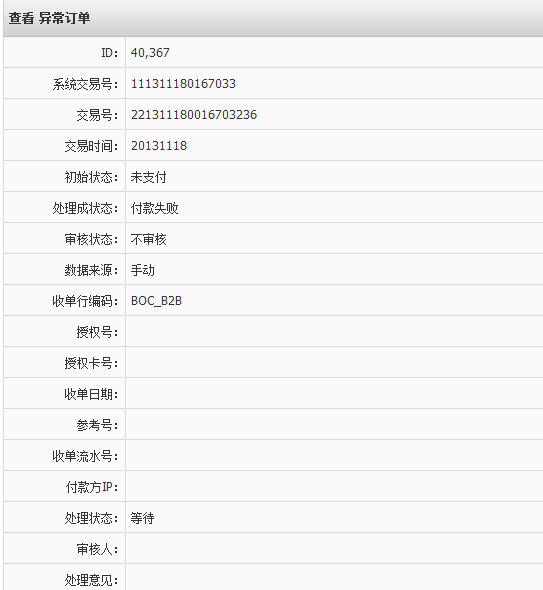 查看 异常订单
ID: 40,367
系统交易号: 111311180167033
交易号: 221311180016703236
交易时间: 20131118
初始状态: 未支付
处理成状态: 付款失败
审核状态: 不审核
数据来源: 手动
收单行编码: BOC_B2B
授权号:
授权卡号:
收单日期:
参考号:
收单流水号:
付款方IP:
处理状态: 等待
审核人:
处理意见: